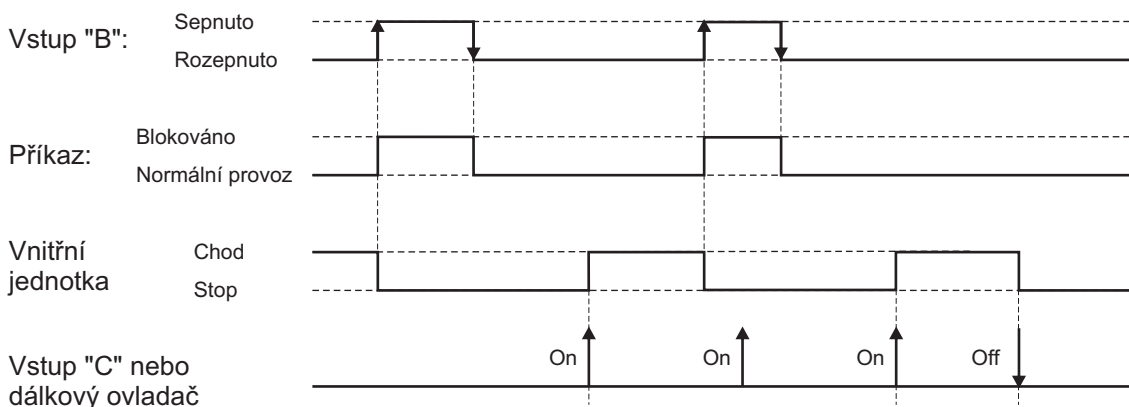 Vstup "B":
Sepnuto
Rozepnuto
Příkaz:
Blokováno
Normální provoz
Vnitřní
jednotka
Chod
Stop
Vstup "C" nebo
dálkový ovladač
On
On
On
Off